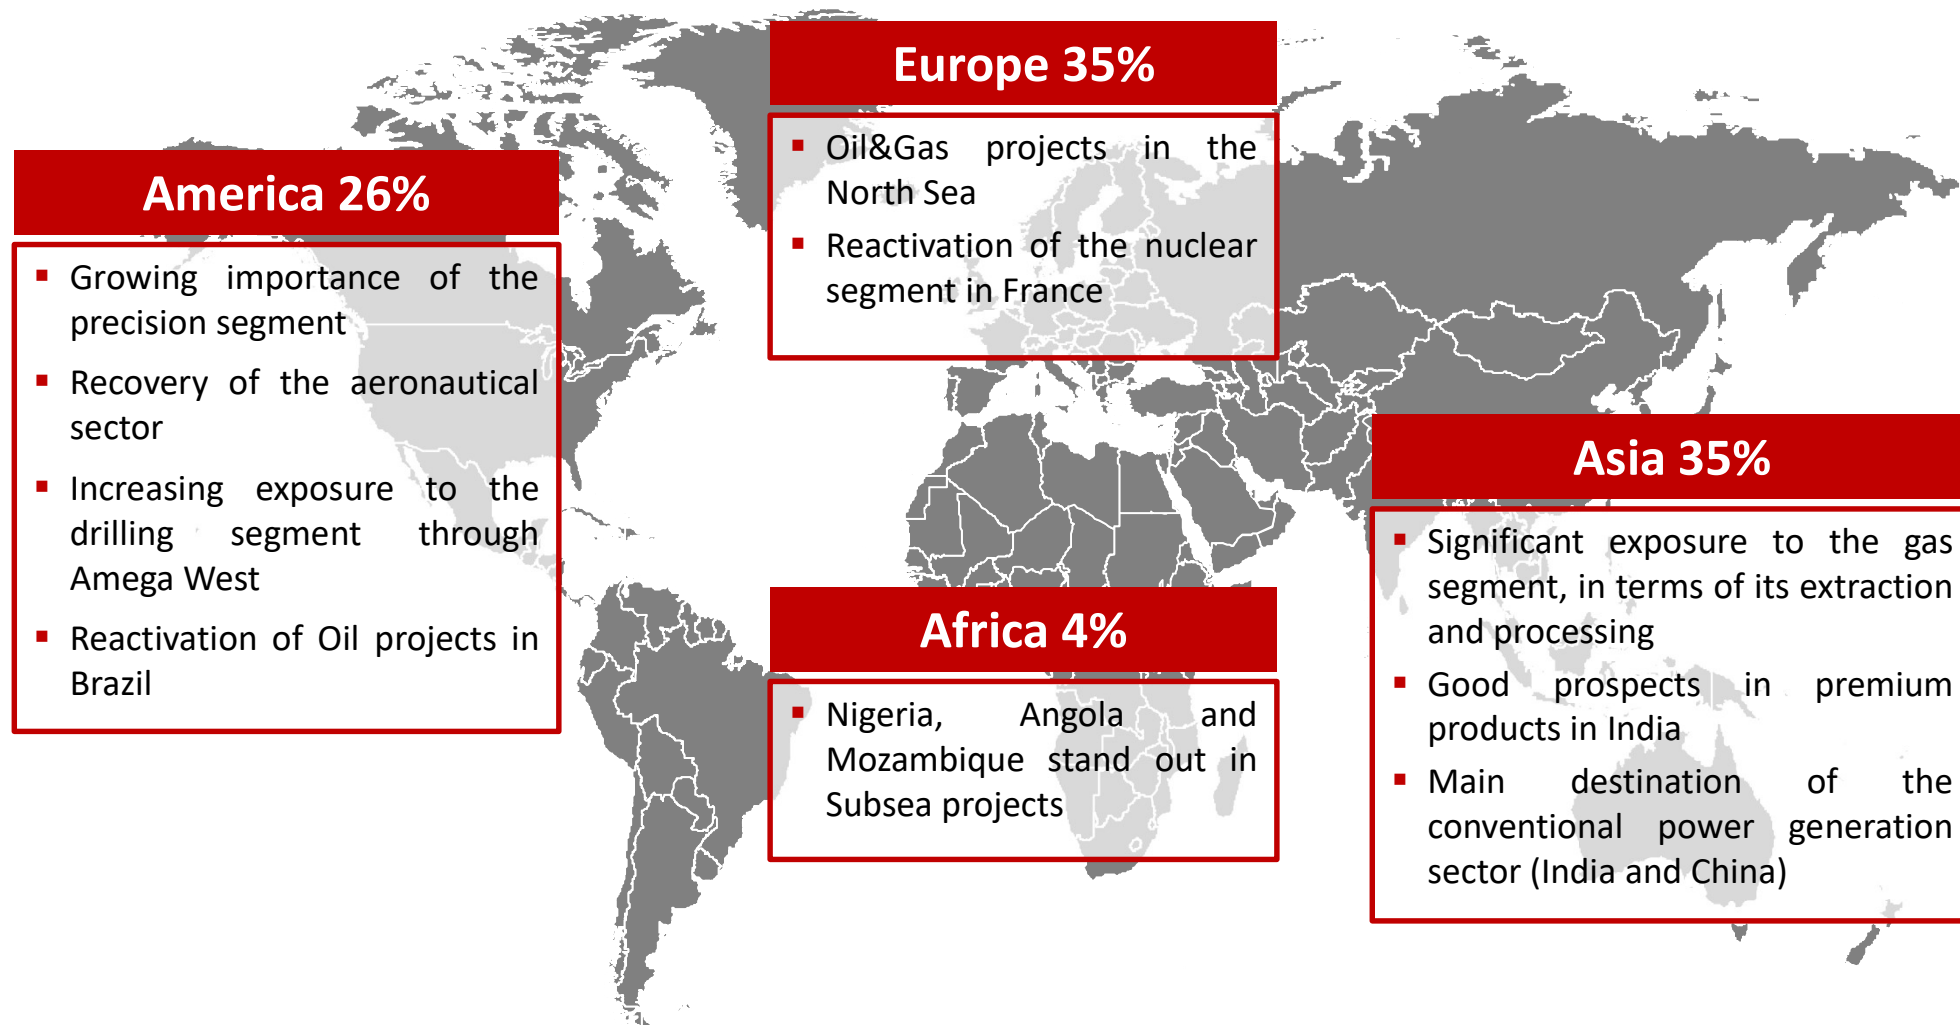 Europe 35%
Oil&Gas projects in the
North Sea
Reactivation of the nuclear
segment in France
America 26%
Growing importance of the
precision segment
Recovery of the aeronautical
sector
Increasing exposure to the
drilling segment through
Amega West
Reactivation of Oil projects in
Brazil
Asia 35%
Significant exposure to the gas
segment, in terms of its extraction
and processing
Good prospects in premium
products in India
Main destination of the
conventional power generation
sector (India and China)
Africa 4%
Nigeria, Angola and
Mozambique stand out in
Subsea projects